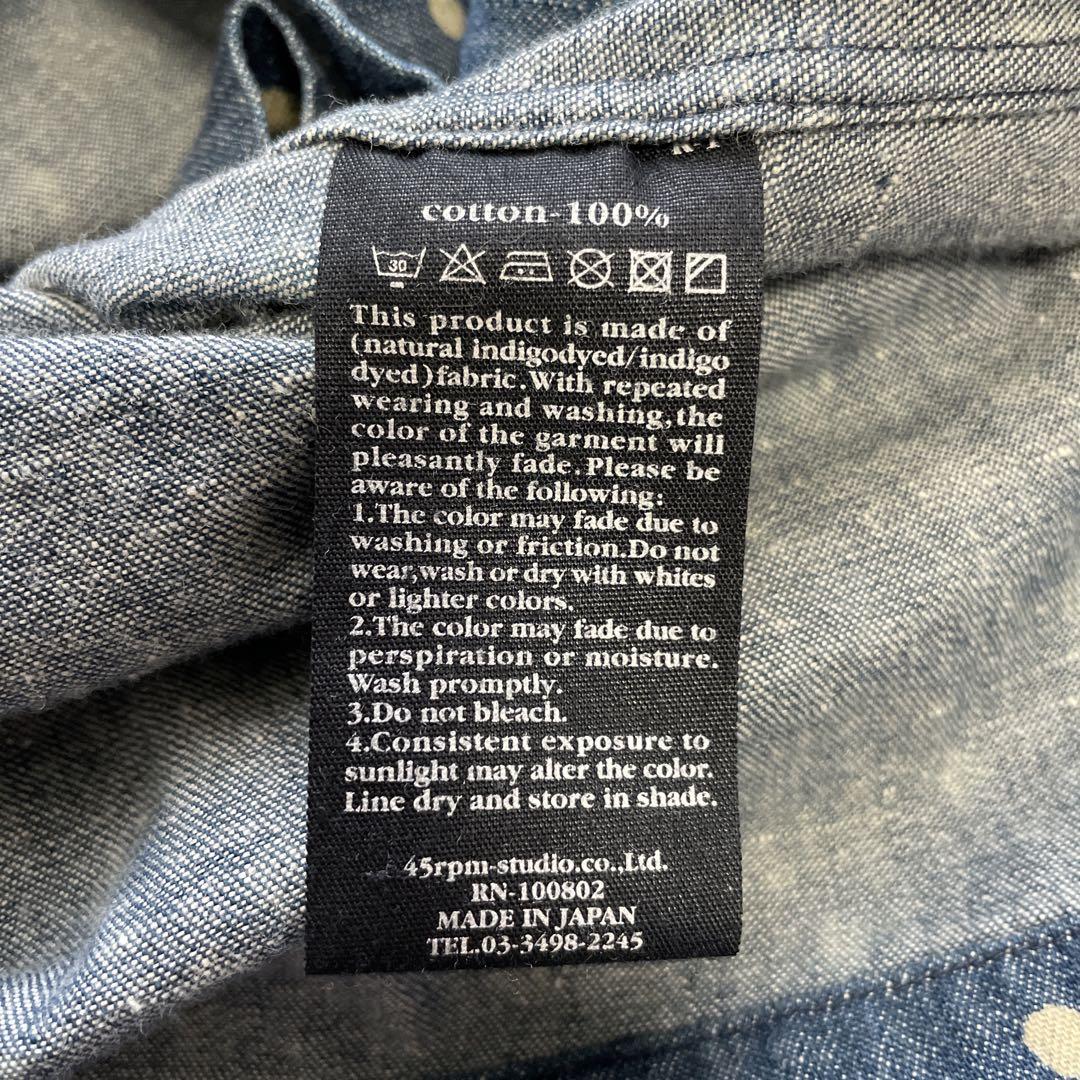 R-1
cotton-100%
30
This product is made of
(natural indigodyed/indigo
dyed)fabric.With repeated
wearing and washing,the
color of the garment will
pleasantly fade.Please be
aware of the following:
1.The color may fade due to
washing or friction.Do not
wear,wash or dry with whites
or lighter colors.
2.The color may fade due to
perspiration or moisture.
Wash promptly.
3.Do not bleach.
4.Consistent exposure to
sunlight may alter the color.
Line dry and store in shade.
45rpm-studio.co.,Ltd.
RN-100802
MADE IN JAPAN
TEL.03-3498-2245